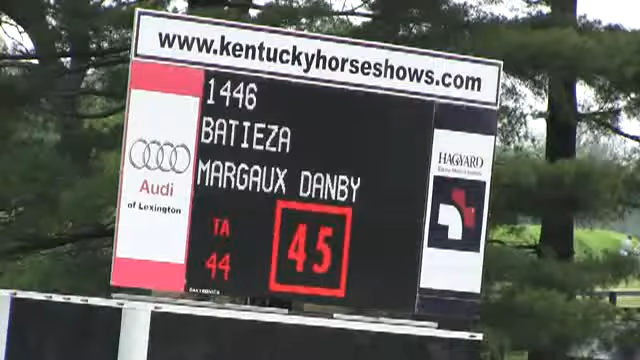 www.kentuckyhorseshows.com
1446
BATIEZA
MARGAUX DANBY
Audi
of Lexington
TA
44
45
HAGYARD